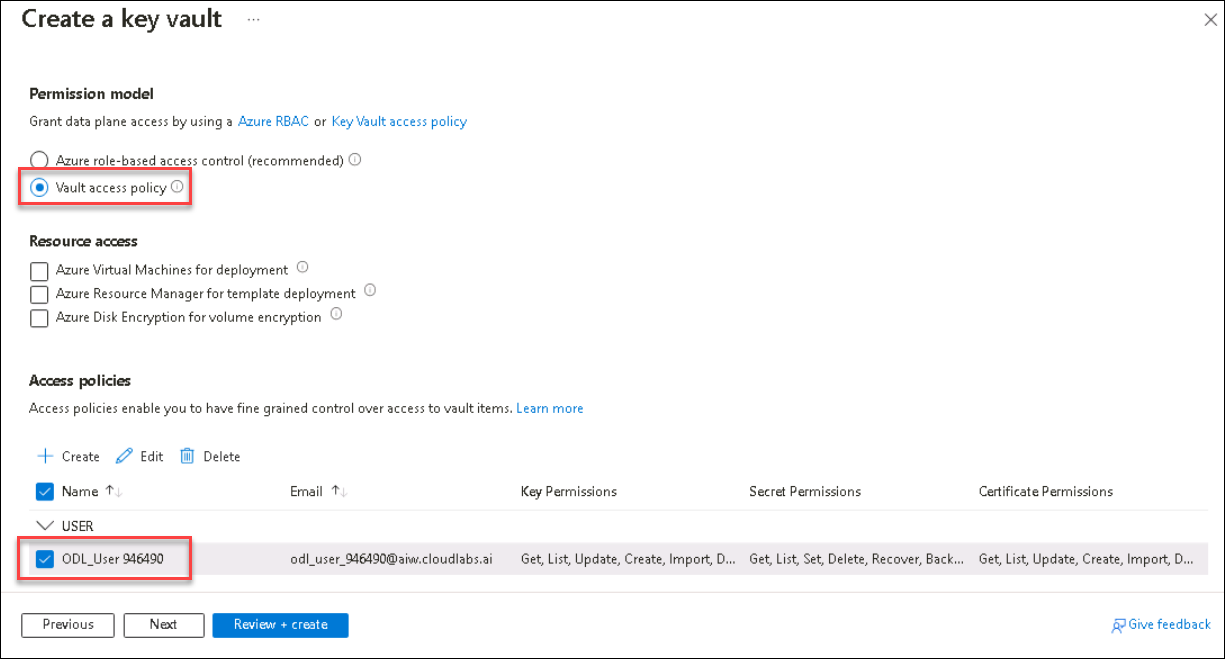 Create a key vault ...
Permission model
Grant data plane access by using a Azure RBAC or Key Vault access policy
Azure role-based access control (recommended)
Vault access policy
Resource access
Azure Virtual Machines for deployment
Azure Resource Manager for template deployment
Azure Disk Encryption for volume encryption
Access policies
Access policies enable you to have fine grained control over access to vault items. Learn more
Create Edit Delete
Name Email Key Permissions Secret Permissions Certificate Permissions
USER
ODL_User 946490 odl_user_946490@aiw.cloudlabs.ai Get, List, Update, Create, Import, D... Get, List, Set, Delete, Recover, Back... Get, List, Update, Create, Import, D...
Previous Next Review + create Give feedback